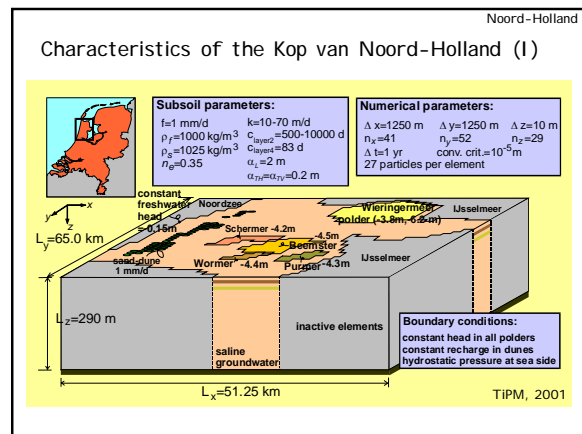 Noord-Holland
Characteristics of the Kop van Noord-Holland (I)
Subsoil parameters:
f=1 mm/d k=10-70 m/d
ρf=1000 kg/m³ clayer2=500-10000 d
ρs=1025 kg/m³ clayer4=83 d
ne=0.35 αL=2 m
αTH=αTV=0.2 m
Numerical parameters:
Δ x=1250 m Δ y=1250 m Δ z=10 m
nx=41 ny=52 nz=29
Δ t=1 yr conv. crit.=10⁻⁵m
27 particles per element
x
y
z
constant
freshwater
head
=-0.15m
Noordzee
Wieringermeer
polder (-3.8m, -6.2 m)
IJsselmeer
Ly=65.0 km
Schermer -4.2m
-4.5m
Beemster
sand-dune
1 mm/d
Wormer -4.4m
Purmer -4.3m
IJsselmeer
Lz=290 m
inactive elements
saline
groundwater
Boundary conditions:
constant head in all polders
constant recharge in dunes
hydrostatic pressure at sea side
Lx=51.25 km
TiPM, 2001